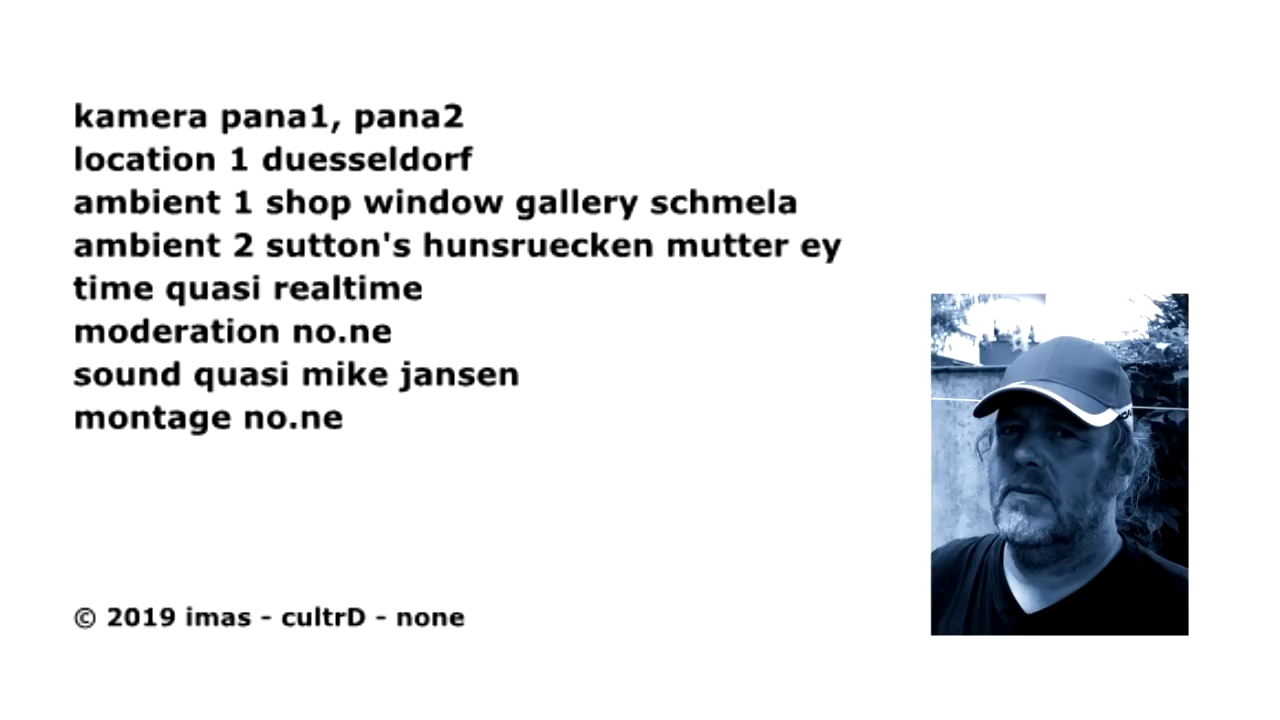 kamera pana1, pana2
location 1 duesseldorf
ambient 1 shop window gallery schmela
ambient 2 sutton's hunsruecken mutter ey
time quasi realtime
moderation no.ne
sound quasi mike jansen
montage no.ne
© 2019 imas - cultrD - none